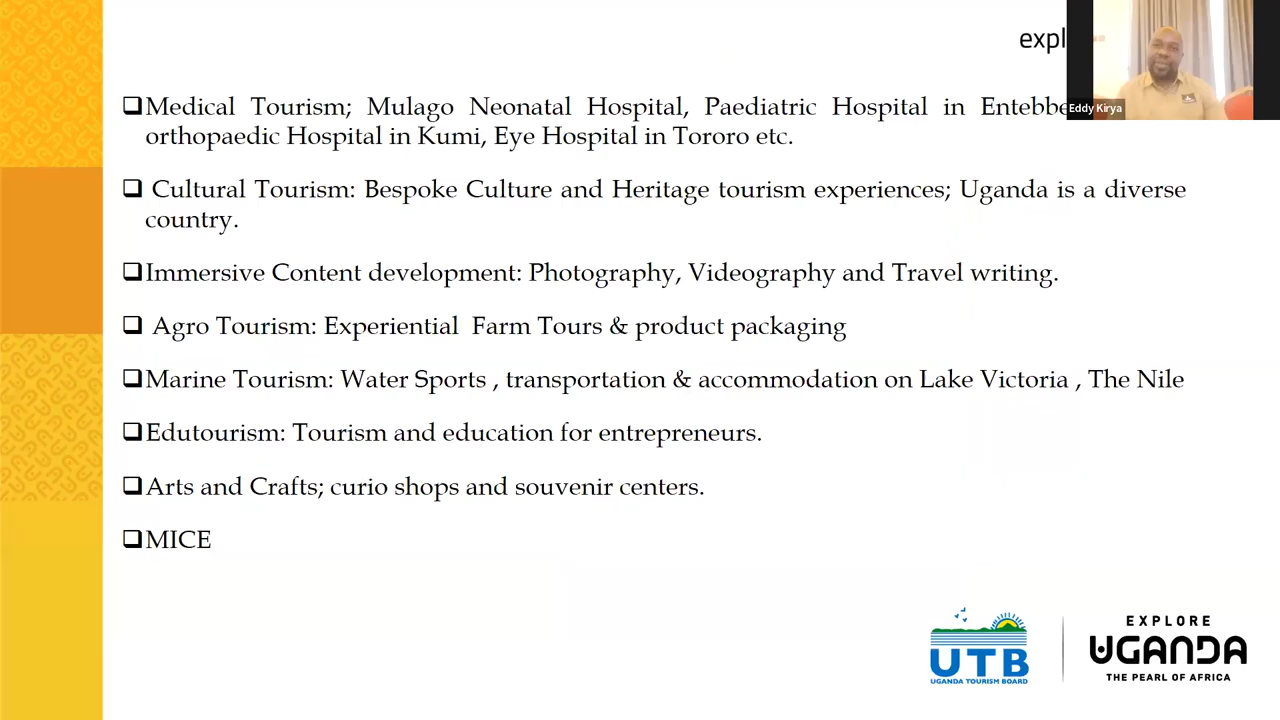 expl
Eddy Kirya
❑Medical Tourism; Mulago Neonatal Hospital, Paediatric Hospital in Entebbe
orthopaedic Hospital in Kumi, Eye Hospital in Tororo etc.
❑ Cultural Tourism: Bespoke Culture and Heritage tourism experiences; Uganda is a diverse
country.
❑Immersive Content development: Photography, Videography and Travel writing.
❑ Agro Tourism: Experiential Farm Tours & product packaging
❑Marine Tourism: Water Sports , transportation & accommodation on Lake Victoria , The Nile
❑Edutourism: Tourism and education for entrepreneurs.
❑Arts and Crafts; curio shops and souvenir centers.
❑MICE
UTB
UGANDA TOURISM BOARD
EXPLORE
UGANDA
THE PEARL OF AFRICA